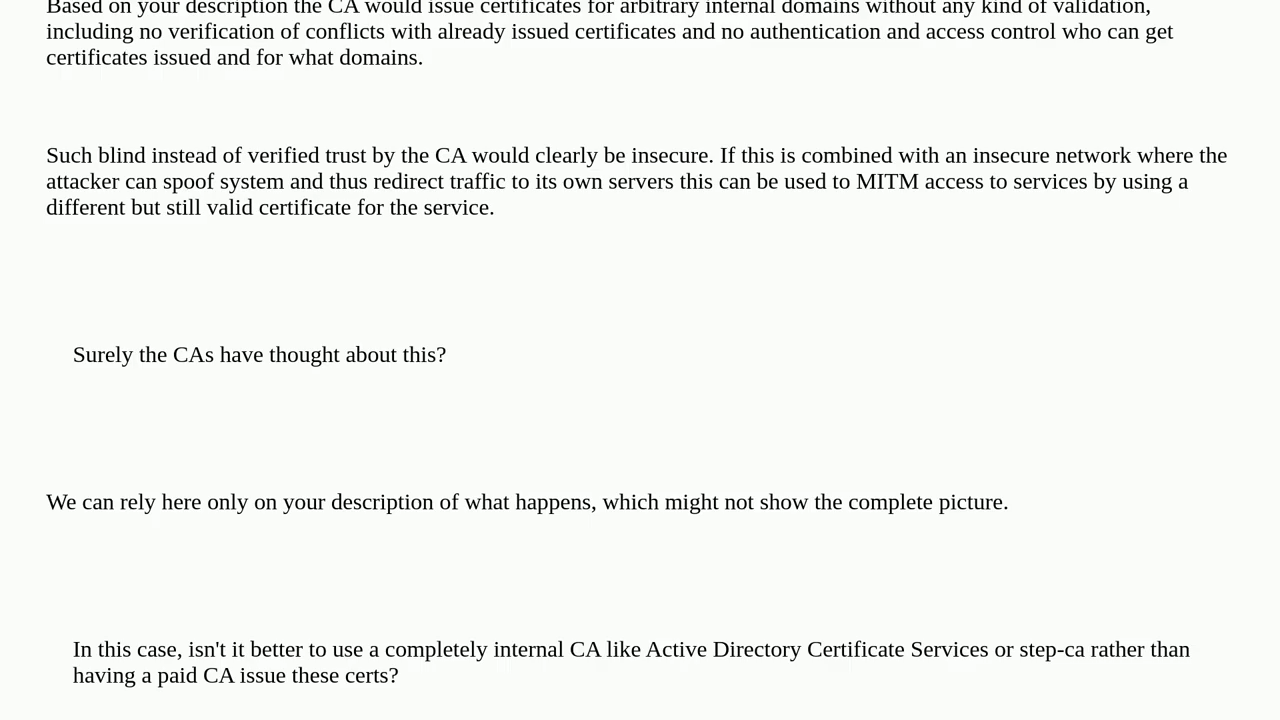 Based on your description the CA would issue certificates for arbitrary internal domains without any kind of validation,
including no verification of conflicts with already issued certificates and no authentication and access control who can get
certificates issued and for what domains.
Such blind instead of verified trust by the CA would clearly be insecure. If this is combined with an insecure network where the
attacker can spoof system and thus redirect traffic to its own servers this can be used to MITM access to services by using a
different but still valid certificate for the service.
Surely the CAs have thought about this?
We can rely here only on your description of what happens, which might not show the complete picture.
In this case, isn't it better to use a completely internal CA like Active Directory Certificate Services or step-ca rather than
having a paid CA issue these certs?